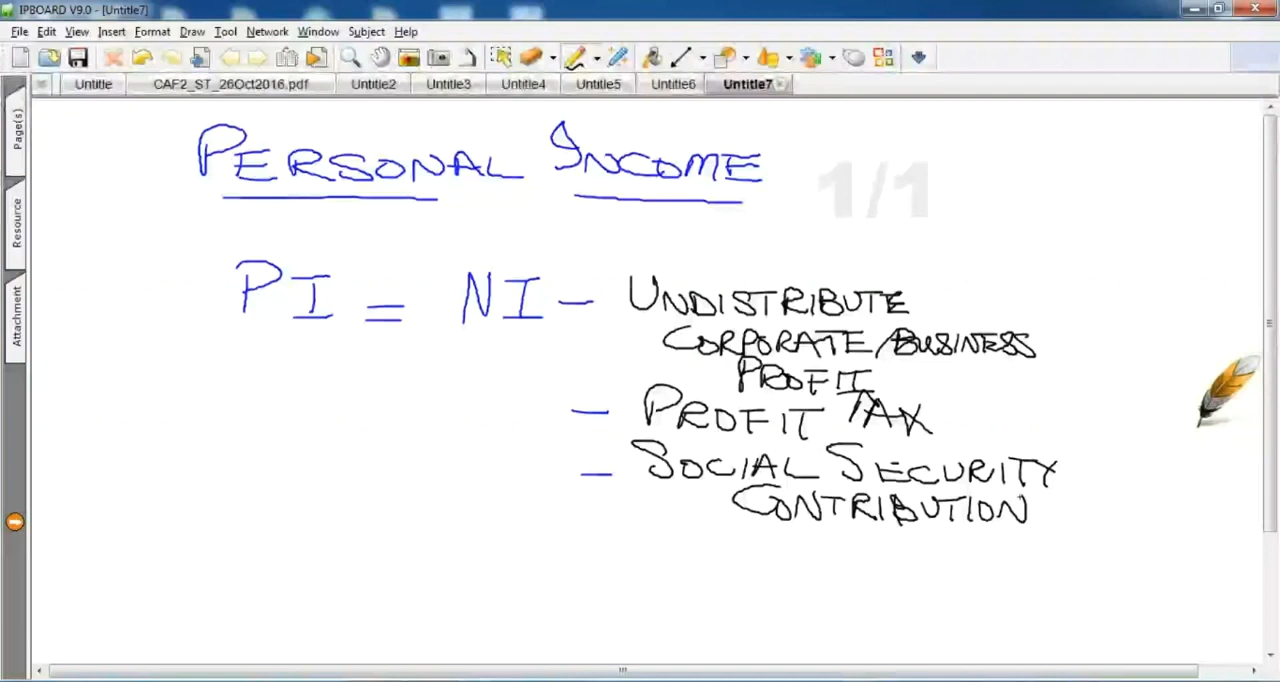 IPBOARD V9.0 - [Untitle7]
File Edit View Insert Format Draw Tool Network Window Subject Help
Untitle CAF2_ST_26Oct2016.pdf Untitle2 Untitle3 Untitle4 Untitle5 Untitle6 Untitle7
Page(s)
Resource
Attachment
PERSONAL INCOME
1/1
PI = NI - UNDISTRIBUTE
CORPORATE/BUSINESS
PROFIT
- PROFIT TAX
- SOCIAL SECURITY
CONTRIBUTION